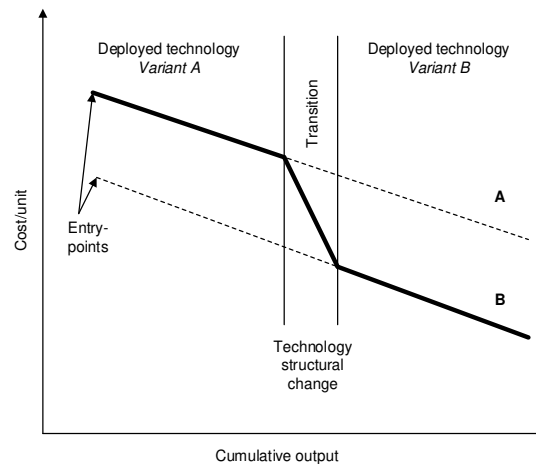 Deployed technology
Variant A
Transition
Deployed technology
Variant B
Cost/unit
Entry-
points
A
B
Technology
structural
change
Cumulative output